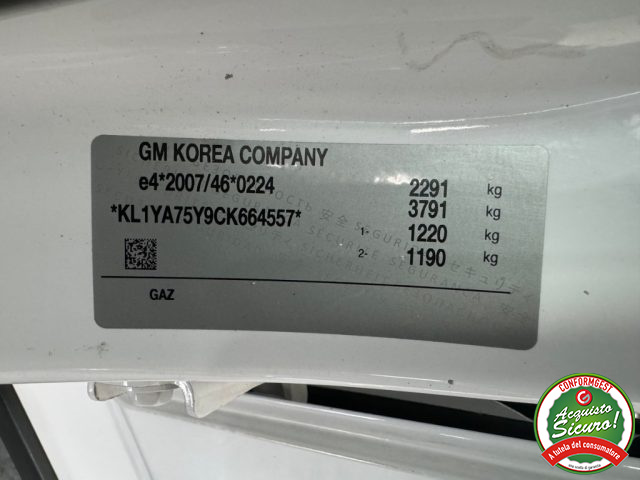 GM KOREA COMPANY
e4*2007/46*0224 2291 kg
3791 kg
*KL1YA75Y9CK664557* 1- 1220 kg
2- 1190 kg
GAZ
CONFORMGEST
Acquisto
Sicuro!
A tutela del consumatore